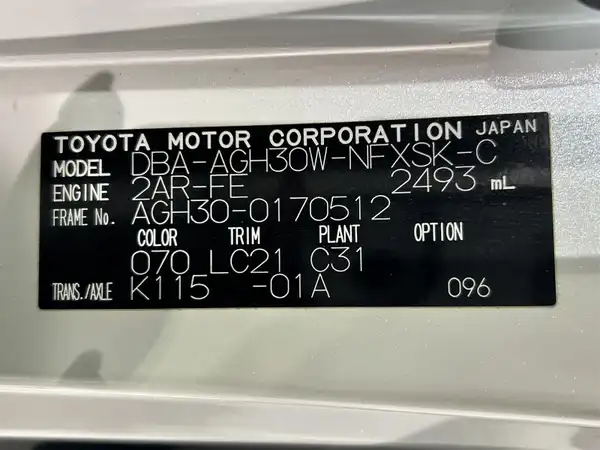 TOYOTA MOTOR CORPORATION JAPAN
MODEL DBA-AGH30W-NFXSK-C
ENGINE 2AR-FE 2493 mL
FRAME No. AGH30-0170512
COLOR TRIM PLANT OPTION
070 LC21 C31
TRANS./AXLE K115 -01A 096